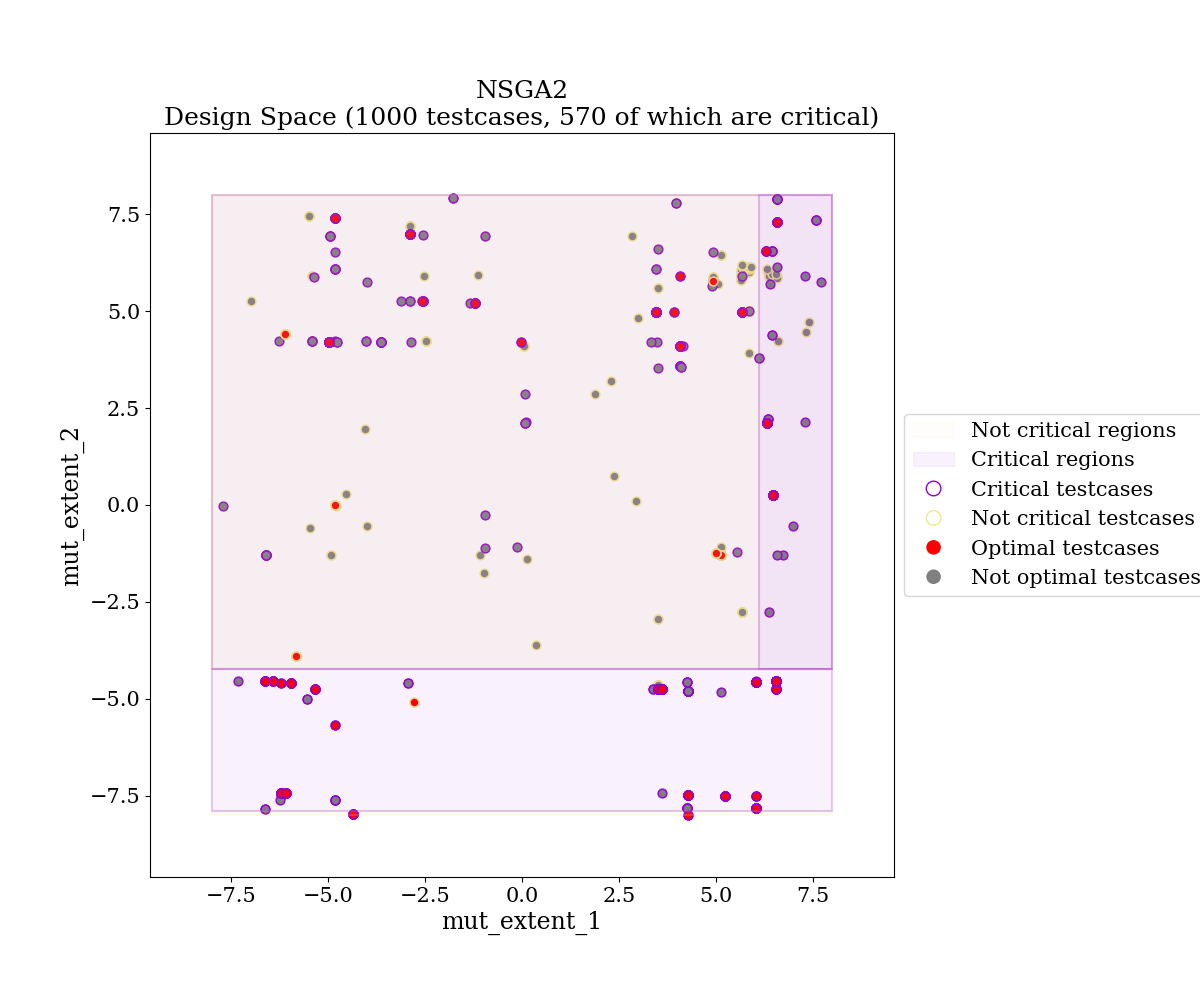 NSGA2
Design Space (1000 testcases, 570 of which are critical)
7.5
5.0
2.5
0.0
−2.5
−5.0
−7.5
mut_extent_2
−7.5 −5.0 −2.5 0.0 2.5 5.0 7.5
mut_extent_1
Not critical regions
Critical regions
Critical testcases
Not critical testcases
Optimal testcases
Not optimal testcases